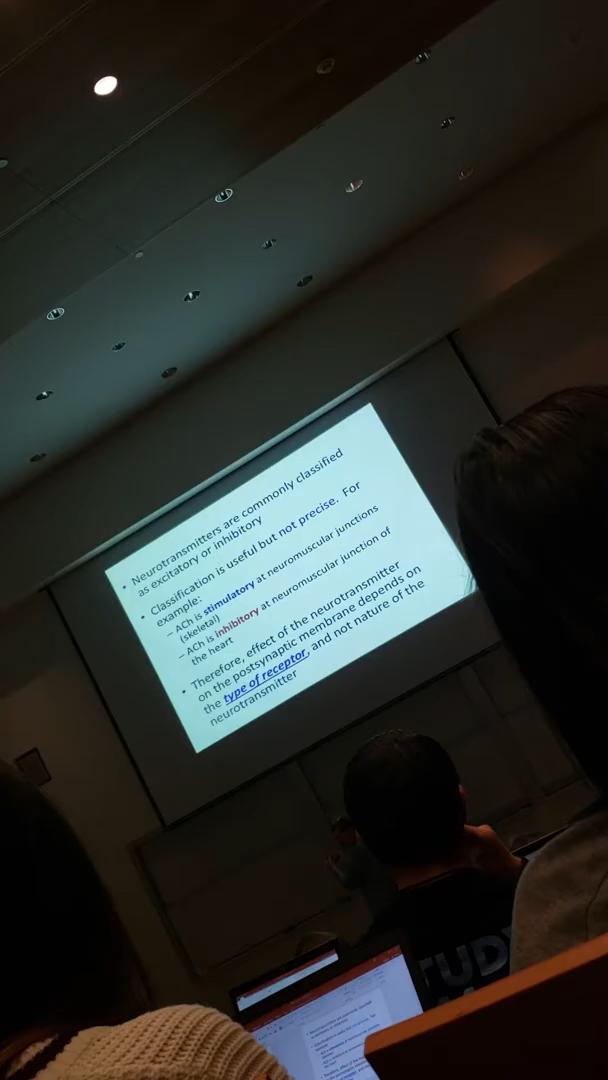 • Neurotransmitters are commonly classified
as excitatory or inhibitory
• Classification is useful but not precise. For
example:
– ACh is stimulatory at neuromuscular junctions
(skeletal)
– ACh is inhibitory at neuromuscular junction of
the heart
• Therefore, effect of the neurotransmitter
on the postsynaptic membrane depends on
the type of receptor, and not nature of the
neurotransmitter
TUD